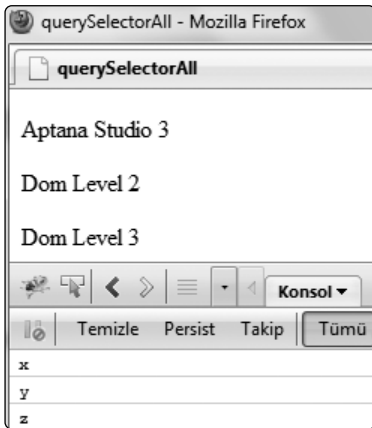 querySelectorAll - Mozilla Firefox
querySelectorAll
Aptana Studio 3
Dom Level 2
Dom Level 3
Konsol
Temizle Persist Takip Tümü
x
y
z